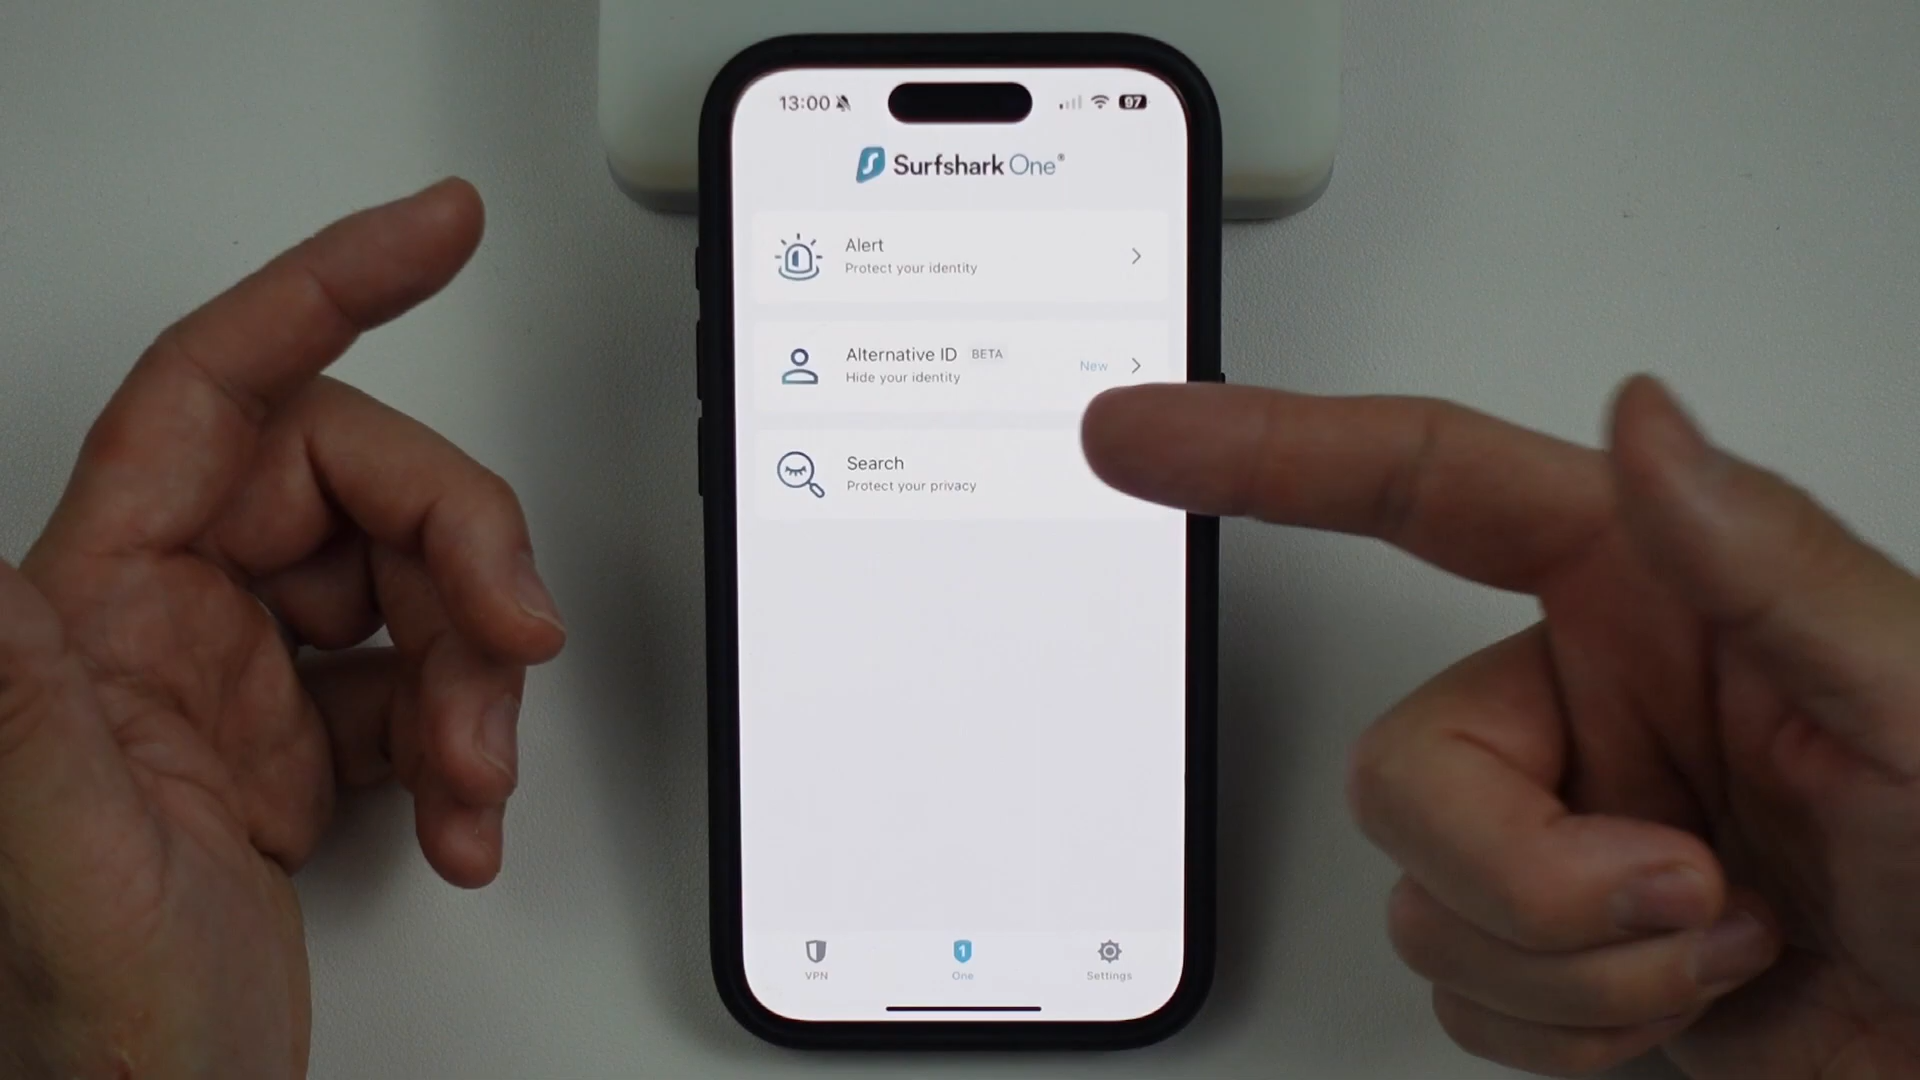 13:00
97
Surfshark One®
Alert
Protect your identity
Alternative ID BETA
Hide your identity
New
Search
Protect your privacy
VPN
1
One
Settings